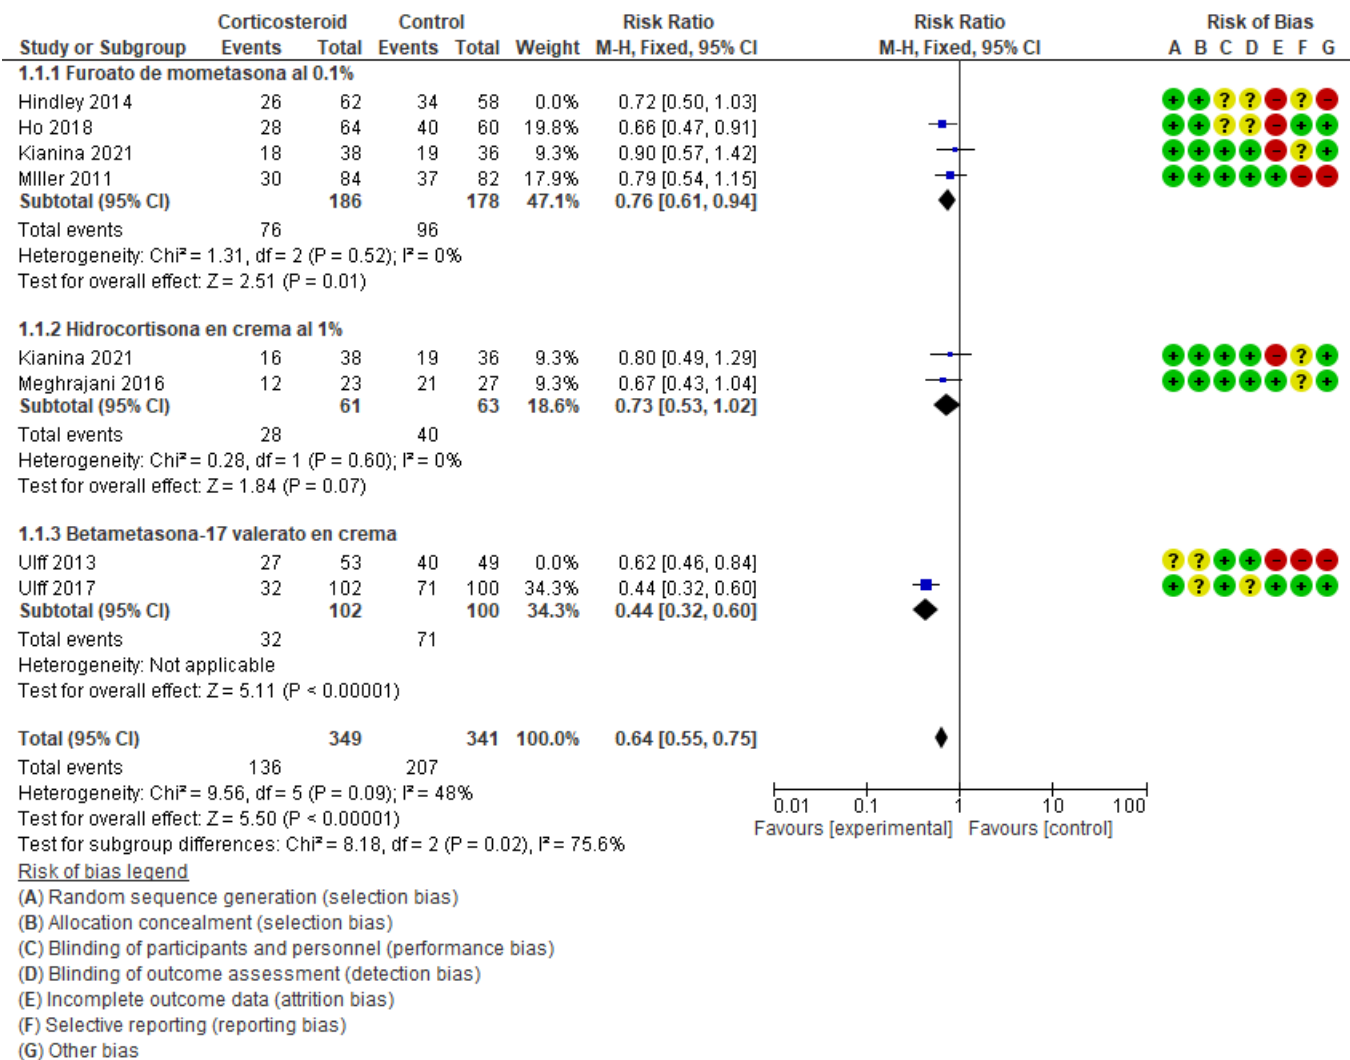 Corticosteroid Control Risk Ratio Risk Ratio Risk of Bias
Study or Subgroup Events Total Events Total Weight M-H, Fixed, 95% CI M-H, Fixed, 95% CI A B C D E F G
1.1.1 Furoato de mometasona al 0.1%
Hindley 2014 26 62 34 58 0.0% 0.72 [0.50, 1.03] + + ? ? - ? -
Ho 2018 28 64 40 60 19.8% 0.66 [0.47, 0.91] + + ? ? - + +
Kianina 2021 18 38 19 36 9.3% 0.90 [0.57, 1.42] + + + + - ? +
MIller 2011 30 84 37 82 17.9% 0.79 [0.54, 1.15] + + + + + - -
Subtotal (95% CI) 186 178 47.1% 0.76 [0.61, 0.94]
Total events 76 96
Heterogeneity: Chi² = 1.31, df = 2 (P = 0.52); I² = 0%
Test for overall effect: Z = 2.51 (P = 0.01)
1.1.2 Hidrocortisona en crema al 1%
Kianina 2021 16 38 19 36 9.3% 0.80 [0.49, 1.29] + + + + - ? +
Meghrajani 2016 12 23 21 27 9.3% 0.67 [0.43, 1.04] + + + + + ? +
Subtotal (95% CI) 61 63 18.6% 0.73 [0.53, 1.02]
Total events 28 40
Heterogeneity: Chi² = 0.28, df = 1 (P = 0.60); I² = 0%
Test for overall effect: Z = 1.84 (P = 0.07)
1.1.3 Betametasona-17 valerato en crema
Ulff 2013 27 53 40 49 0.0% 0.62 [0.46, 0.84] ? ? + + - - -
Ulff 2017 32 102 71 100 34.3% 0.44 [0.32, 0.60] + ? + ? + + +
Subtotal (95% CI) 102 100 34.3% 0.44 [0.32, 0.60]
Total events 32 71
Heterogeneity: Not applicable
Test for overall effect: Z = 5.11 (P < 0.00001)
Total (95% CI) 349 341 100.0% 0.64 [0.55, 0.75]
Total events 136 207
Heterogeneity: Chi² = 9.56, df = 5 (P = 0.09); I² = 48%
Test for overall effect: Z = 5.50 (P < 0.00001)
Test for subgroup differences: Chi² = 8.18, df = 2 (P = 0.02), I² = 75.6%
0.01 0.1 1 10 100
Favours [experimental] Favours [control]
Risk of bias legend
(A) Random sequence generation (selection bias)
(B) Allocation concealment (selection bias)
(C) Blinding of participants and personnel (performance bias)
(D) Blinding of outcome assessment (detection bias)
(E) Incomplete outcome data (attrition bias)
(F) Selective reporting (reporting bias)
(G) Other bias